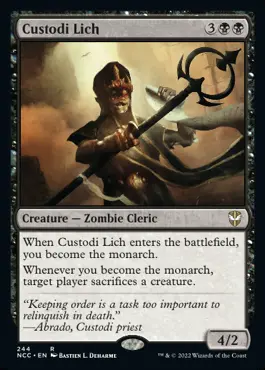 Custodi Lich 3
Creature — Zombie Cleric
When Custodi Lich enters the battlefield,
you become the monarch.
Whenever you become the monarch,
target player sacrifices a creature.
“Keeping order is a task too important to
relinquish in death.”
—Abrado, Custodi priest
4/2
244 R
NCC • EN Bastien L. Deharme
™ & © 2022 Wizards of the Coast